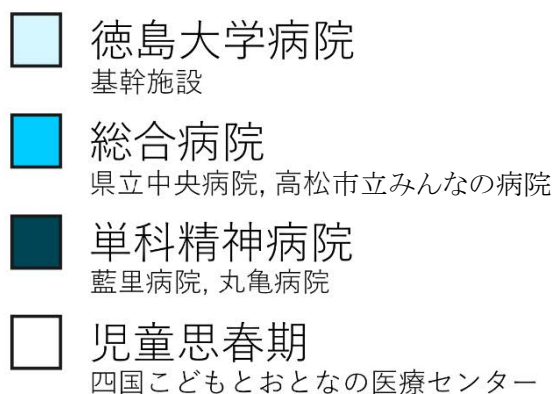 徳島大学病院
基幹施設
総合病院
県立中央病院, 高松市立みんなの病院
単科精神病院
藍里病院, 丸亀病院
児童思春期
四国こどもとおとなの医療センター